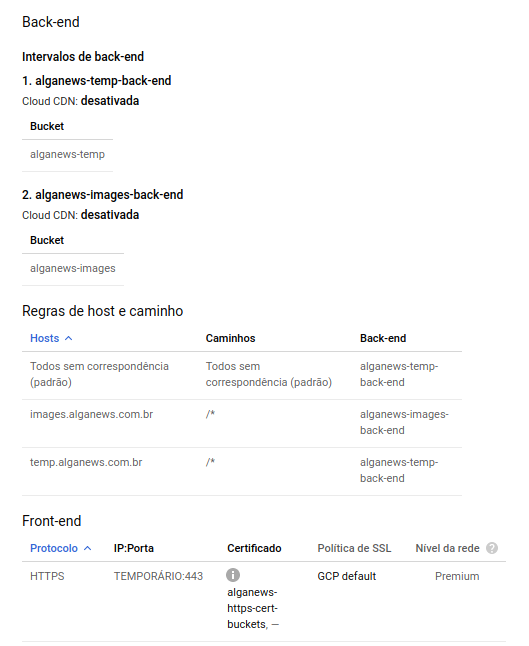 Back-end
Intervalos de back-end
1. alganews-temp-back-end
Cloud CDN: desativada
Bucket
alganews-temp
2. alganews-images-back-end
Cloud CDN: desativada
Bucket
alganews-images
Regras de host e caminho
Hosts Caminhos Back-end
Todos sem correspondência Todos sem alganews-temp-
(padrão) correspondência (padrão) back-end
images.alganews.com.br /* alganews-images-
back-end
temp.alganews.com.br /* alganews-temp-
back-end
Front-end
Protocolo IP:Porta Certificado Política de SSL Nível da rede ?
HTTPS TEMPORÁRIO:443 i GCP default Premium
alganews-
https-cert-
buckets, —